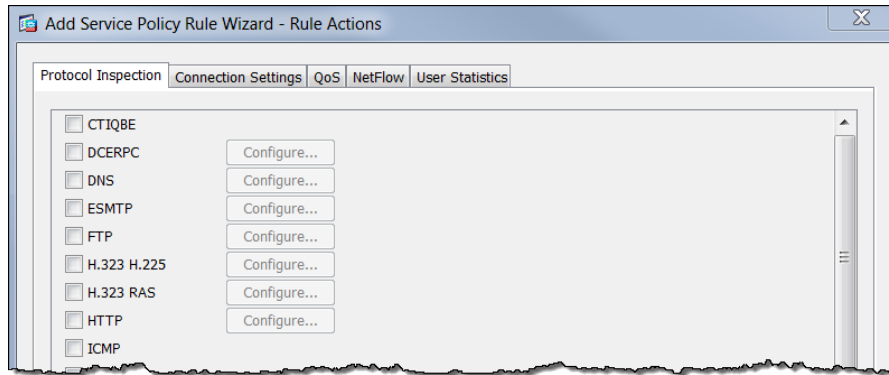 Add Service Policy Rule Wizard - Rule Actions
Protocol Inspection Connection Settings QoS NetFlow User Statistics
CTIQBE
DCERPC Configure...
DNS Configure...
ESMTP Configure...
FTP Configure...
H.323 H.225 Configure...
H.323 RAS Configure...
HTTP Configure...
ICMP